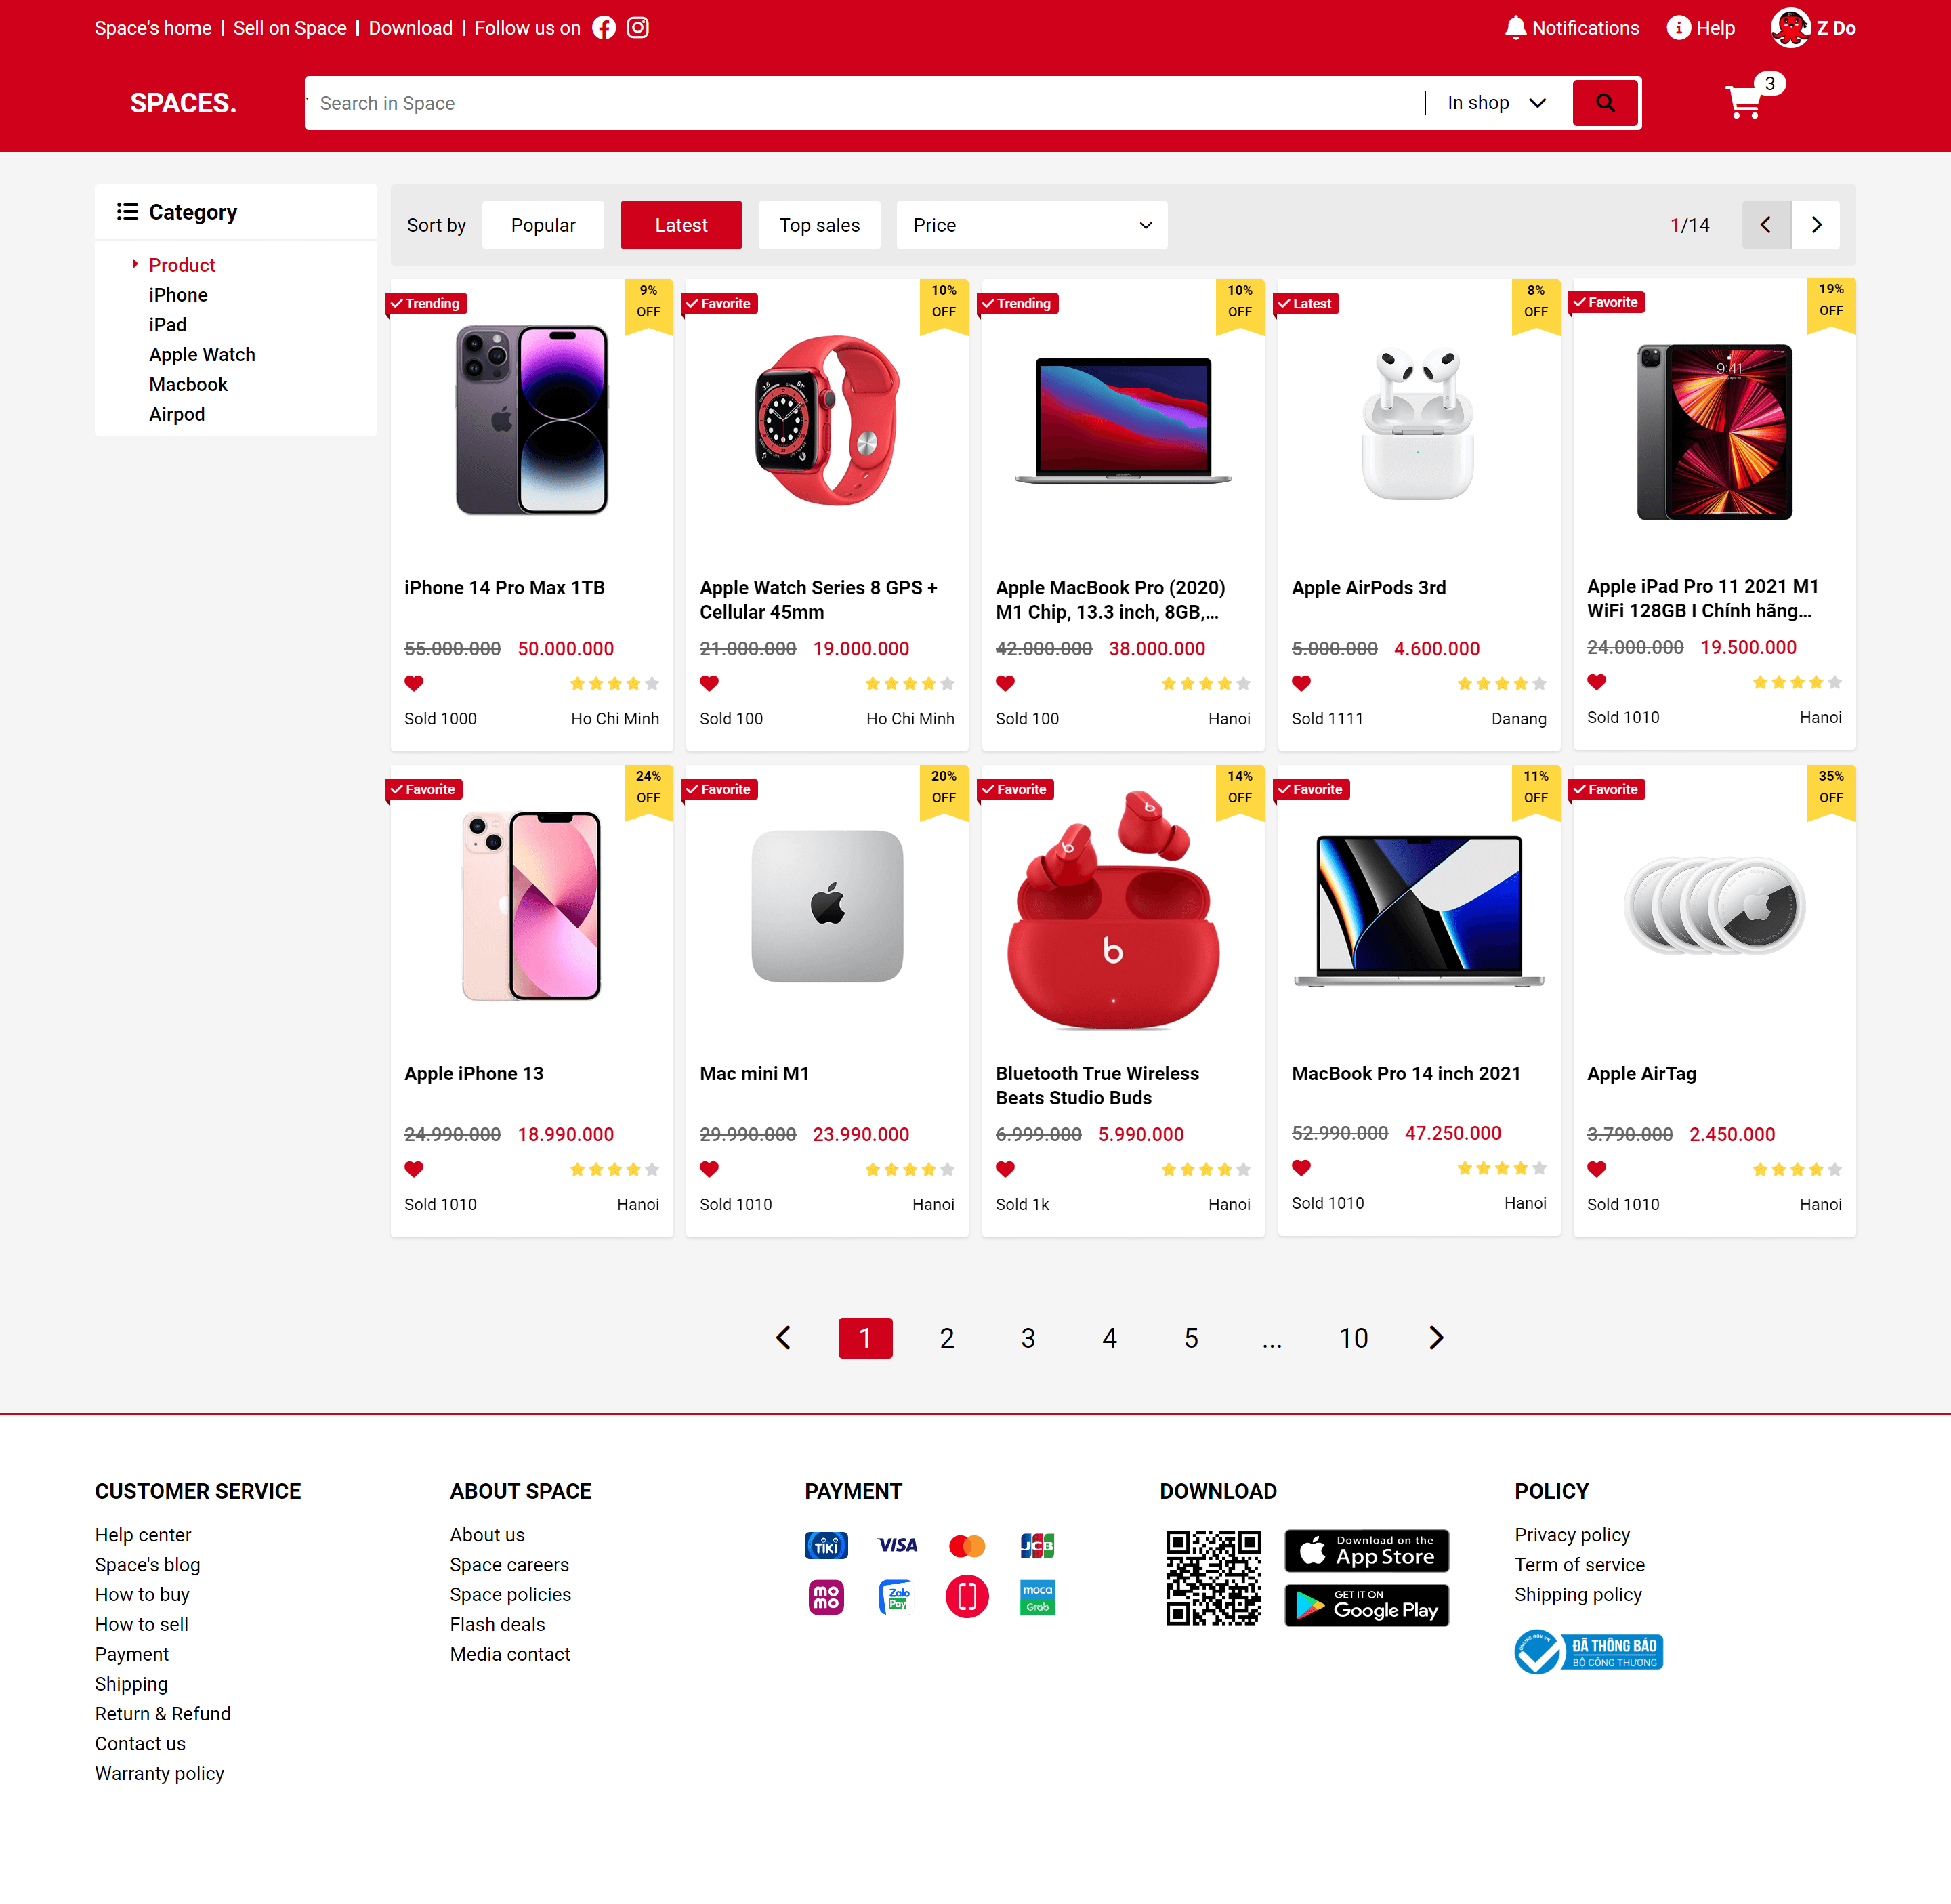 Space's home | Sell on Space | Download | Follow us on
Notifications
Help
Z Do
SPACES.
` Search in Space
In shop
3
Category
Product
iPhone
iPad
Apple Watch
Macbook
Airpod
Sort by
Popular
Latest
Top sales
Price
1/14
Trending
9%
OFF
iPhone 14 Pro Max 1TB
55.000.000 50.000.000
Sold 1000
Ho Chi Minh
Favorite
10%
OFF
Apple Watch Series 8 GPS +
Cellular 45mm
21.000.000 19.000.000
Sold 100
Ho Chi Minh
Trending
10%
OFF
Apple MacBook Pro (2020)
M1 Chip, 13.3 inch, 8GB,...
42.000.000 38.000.000
Sold 100
Hanoi
Latest
8%
OFF
Apple AirPods 3rd
5.000.000 4.600.000
Sold 1111
Danang
Favorite
19%
OFF
9:41
Apple iPad Pro 11 2021 M1
WiFi 128GB I Chính hãng...
24.000.000 19.500.000
Sold 1010
Hanoi
Favorite
24%
OFF
Apple iPhone 13
24.990.000 18.990.000
Sold 1010
Hanoi
Favorite
20%
OFF
Mac mini M1
29.990.000 23.990.000
Sold 1010
Hanoi
Favorite
14%
OFF
Bluetooth True Wireless
Beats Studio Buds
6.999.000 5.990.000
Sold 1k
Hanoi
Favorite
11%
OFF
MacBook Pro 14 inch 2021
52.990.000 47.250.000
Sold 1010
Hanoi
Favorite
35%
OFF
Apple AirTag
3.790.000 2.450.000
Sold 1010
Hanoi
1 2 3 4 5 ... 10
CUSTOMER SERVICE
Help center
Space's blog
How to buy
How to sell
Payment
Shipping
Return & Refund
Contact us
Warranty policy
ABOUT SPACE
About us
Space careers
Space policies
Flash deals
Media contact
PAYMENT
TIKI
VISA
JCB
mo
mo
Zalo
Pay
moca
Grab
DOWNLOAD
Download on the
App Store
GET IT ON
Google Play
POLICY
Privacy policy
Term of service
Shipping policy
ONLINE.GOV.VN
ĐÃ THÔNG BÁO
BỘ CÔNG THƯƠNG